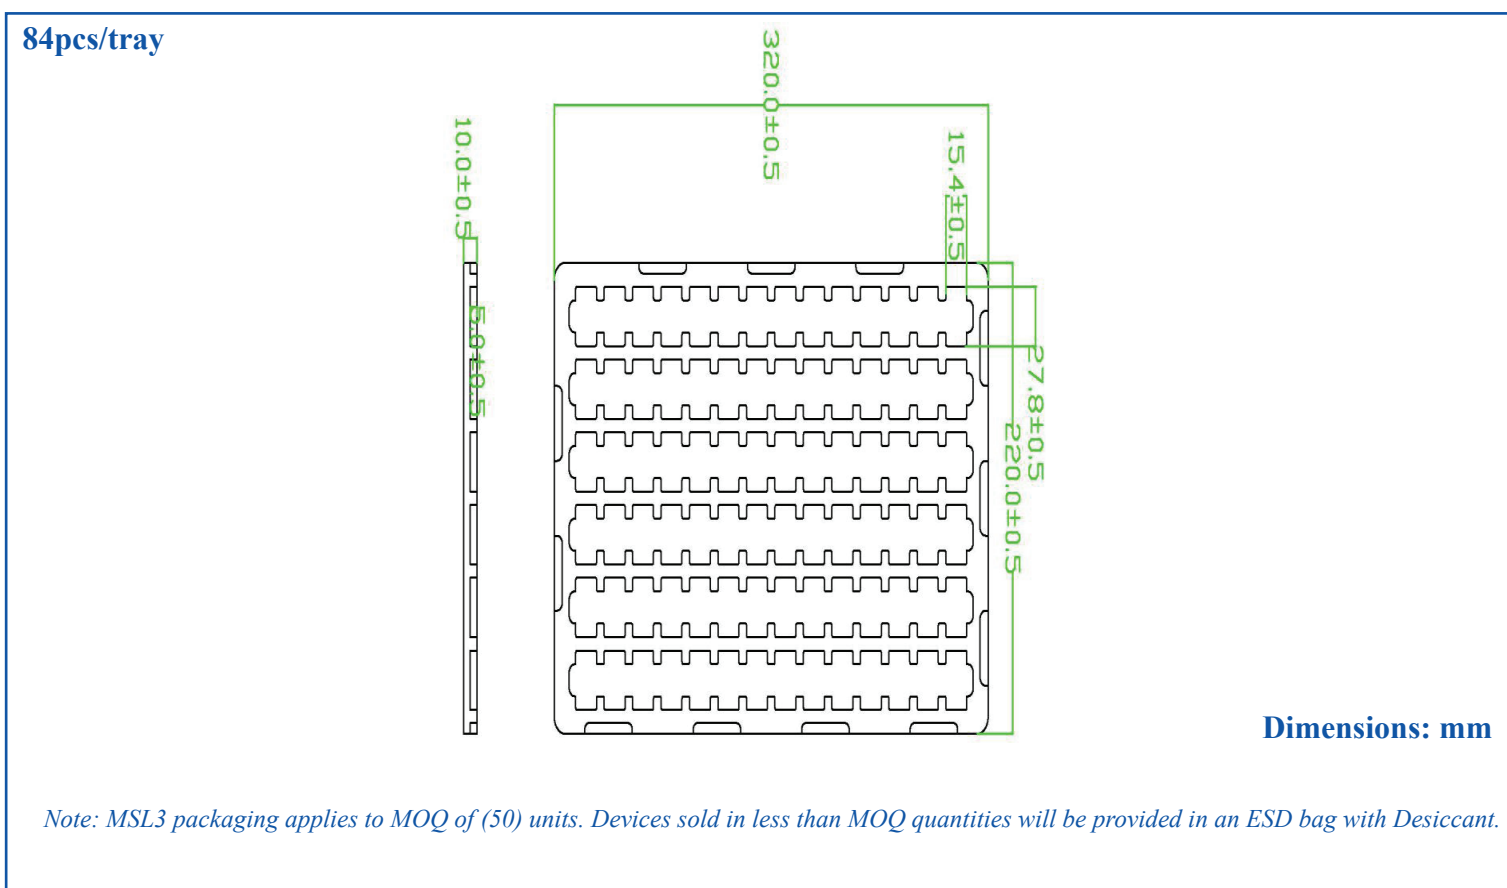 84pcs/tray
320.0±0.5
10.0±0.5
15.4±0.5
5.0±0.5
27.8±0.5
220.0±0.5
Dimensions: mm
Note: MSL3 packaging applies to MOQ of (50) units. Devices sold in less than MOQ quantities will be provided in an ESD bag with Desiccant.